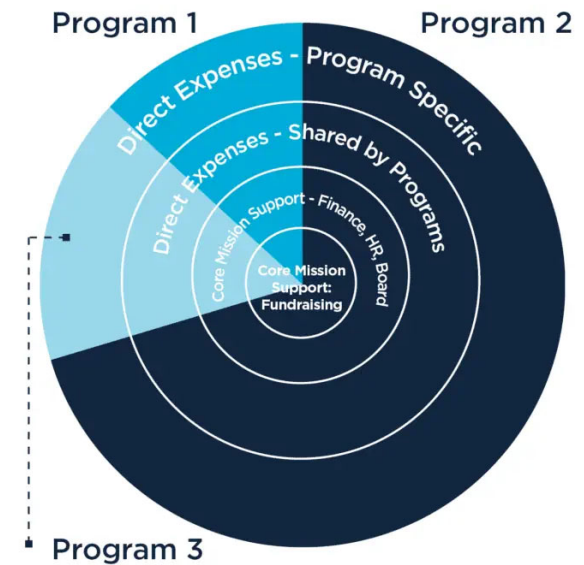 Program 1
Program 2
Direct Expenses - Program Specific
Direct Expenses - Shared by Programs
Core Mission Support - Finance, HR, Board
Core Mission
Support:
Fundraising
Program 3